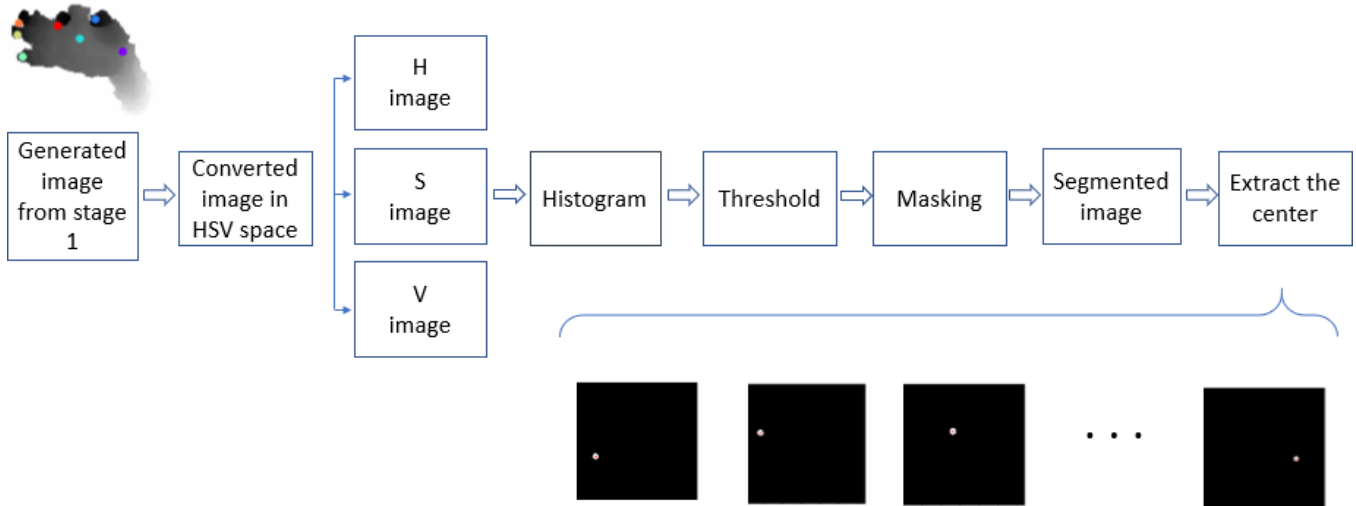 Generated
image
from stage
1
Converted
image in
HSV space
H
image
S
image
V
image
Histogram
Threshold
Masking
Segmented
image
Extract the
center
. . .